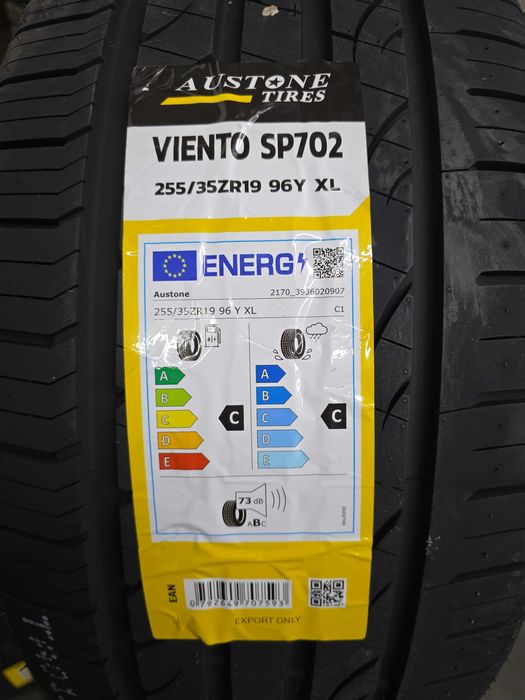 AUSTONE
TIRES
VIENTO SP702
255/35ZR19 96Y XL
ENERG
Austone 2170_3936020907
255/35ZR19 96 Y XL C1
A A
B B
C C C C
D D
E E
73 dB
ABC
EAN
0792649707593
EXPORT ONLY